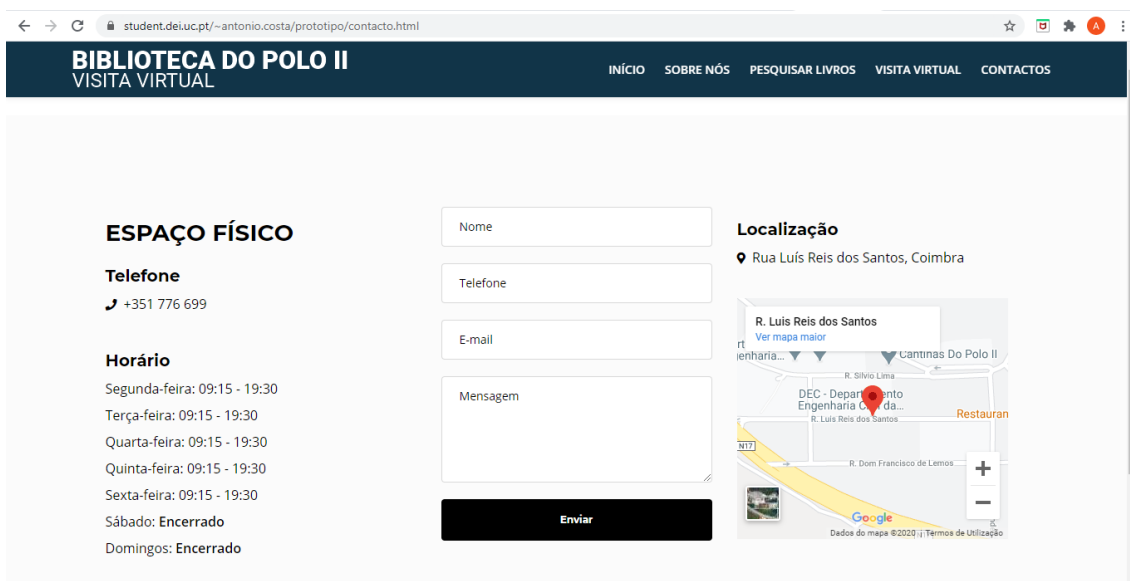 student.dei.uc.pt/~antonio.costa/prototipo/contacto.html
A
BIBLIOTECA DO POLO II
VISITA VIRTUAL
INÍCIO SOBRE NÓS PESQUISAR LIVROS VISITA VIRTUAL CONTACTOS
ESPAÇO FÍSICO
Telefone
+351 776 699
Horário
Segunda-feira: 09:15 - 19:30
Terça-feira: 09:15 - 19:30
Quarta-feira: 09:15 - 19:30
Quinta-feira: 09:15 - 19:30
Sexta-feira: 09:15 - 19:30
Sábado: Encerrado
Domingos: Encerrado
Nome
Telefone
E-mail
Mensagem
Enviar
Localização
Rua Luís Reis dos Santos, Coimbra
R. Luis Reis dos Santos
Ver mapa maior
Cantinas Do Polo II
R. Silvio Lima
DEC - Depar
Engenharia
da...
R. Luis Reis dos Santos
Restauran
N17
R. Dom Francisco de Lemos
+
−
Google
Dados do mapa ©2020
Termos de Utilização